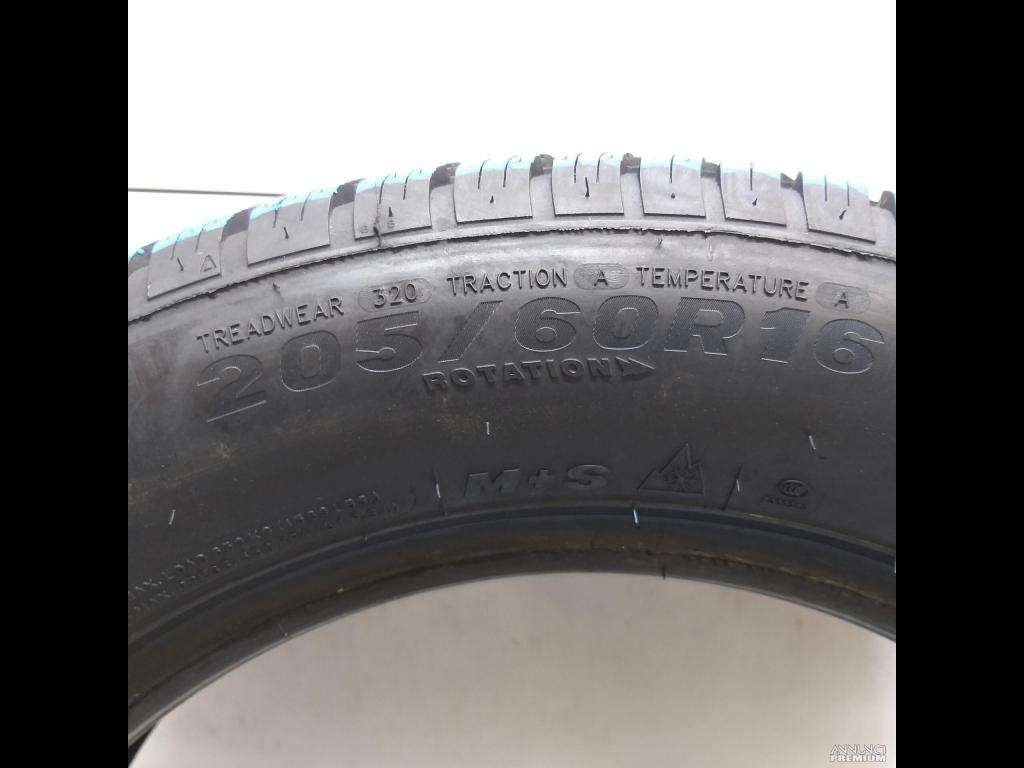 TREADWEAR 320 TRACTION A TEMPERATURE A
205/60R16
ROTATION
M+S
ANNUNCI
PREMIUM